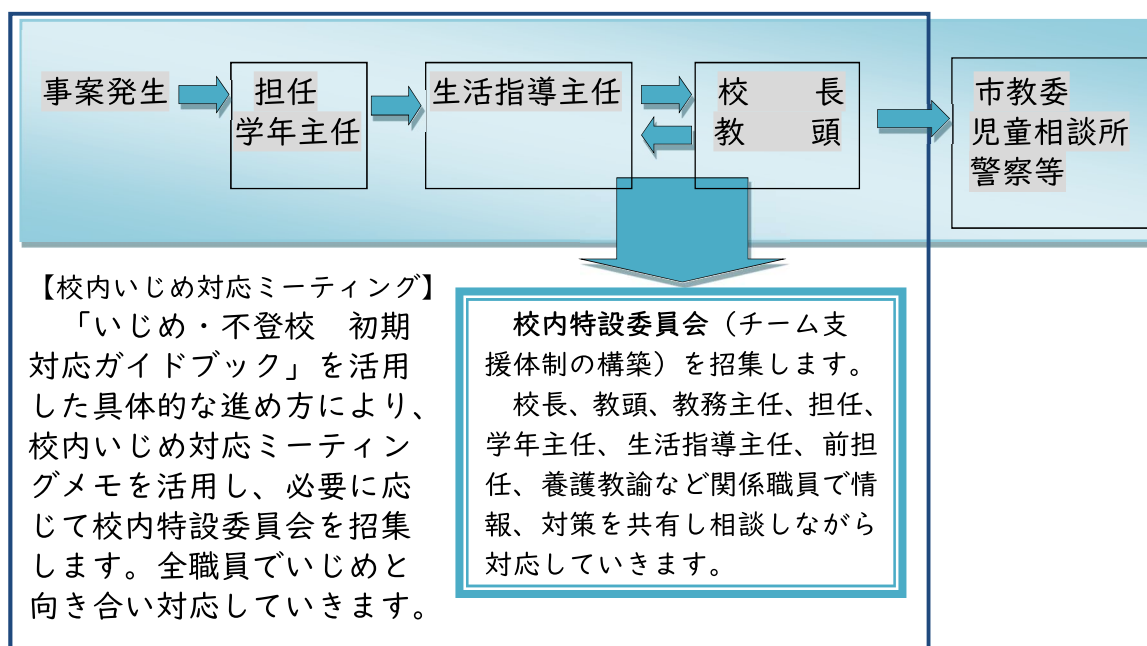 事案発生
担任
学年主任
生活指導主任
校　　長
教　　頭
市教委
児童相談所
警察等
【校内いじめ対応ミーティング】
「いじめ・不登校　初期
対応ガイドブック」を活用
した具体的な進め方により、
校内いじめ対応ミーティン
グメモを活用し、必要に応
じて校内特設委員会を招集
します。全職員でいじめと
向き合い対応していきます。
校内特設委員会（チーム支
援体制の構築）を招集します。
校長、教頭、教務主任、担任、
学年主任、生活指導主任、前担
任、養護教諭など関係職員で情
報、対策を共有し相談しながら
対応していきます。